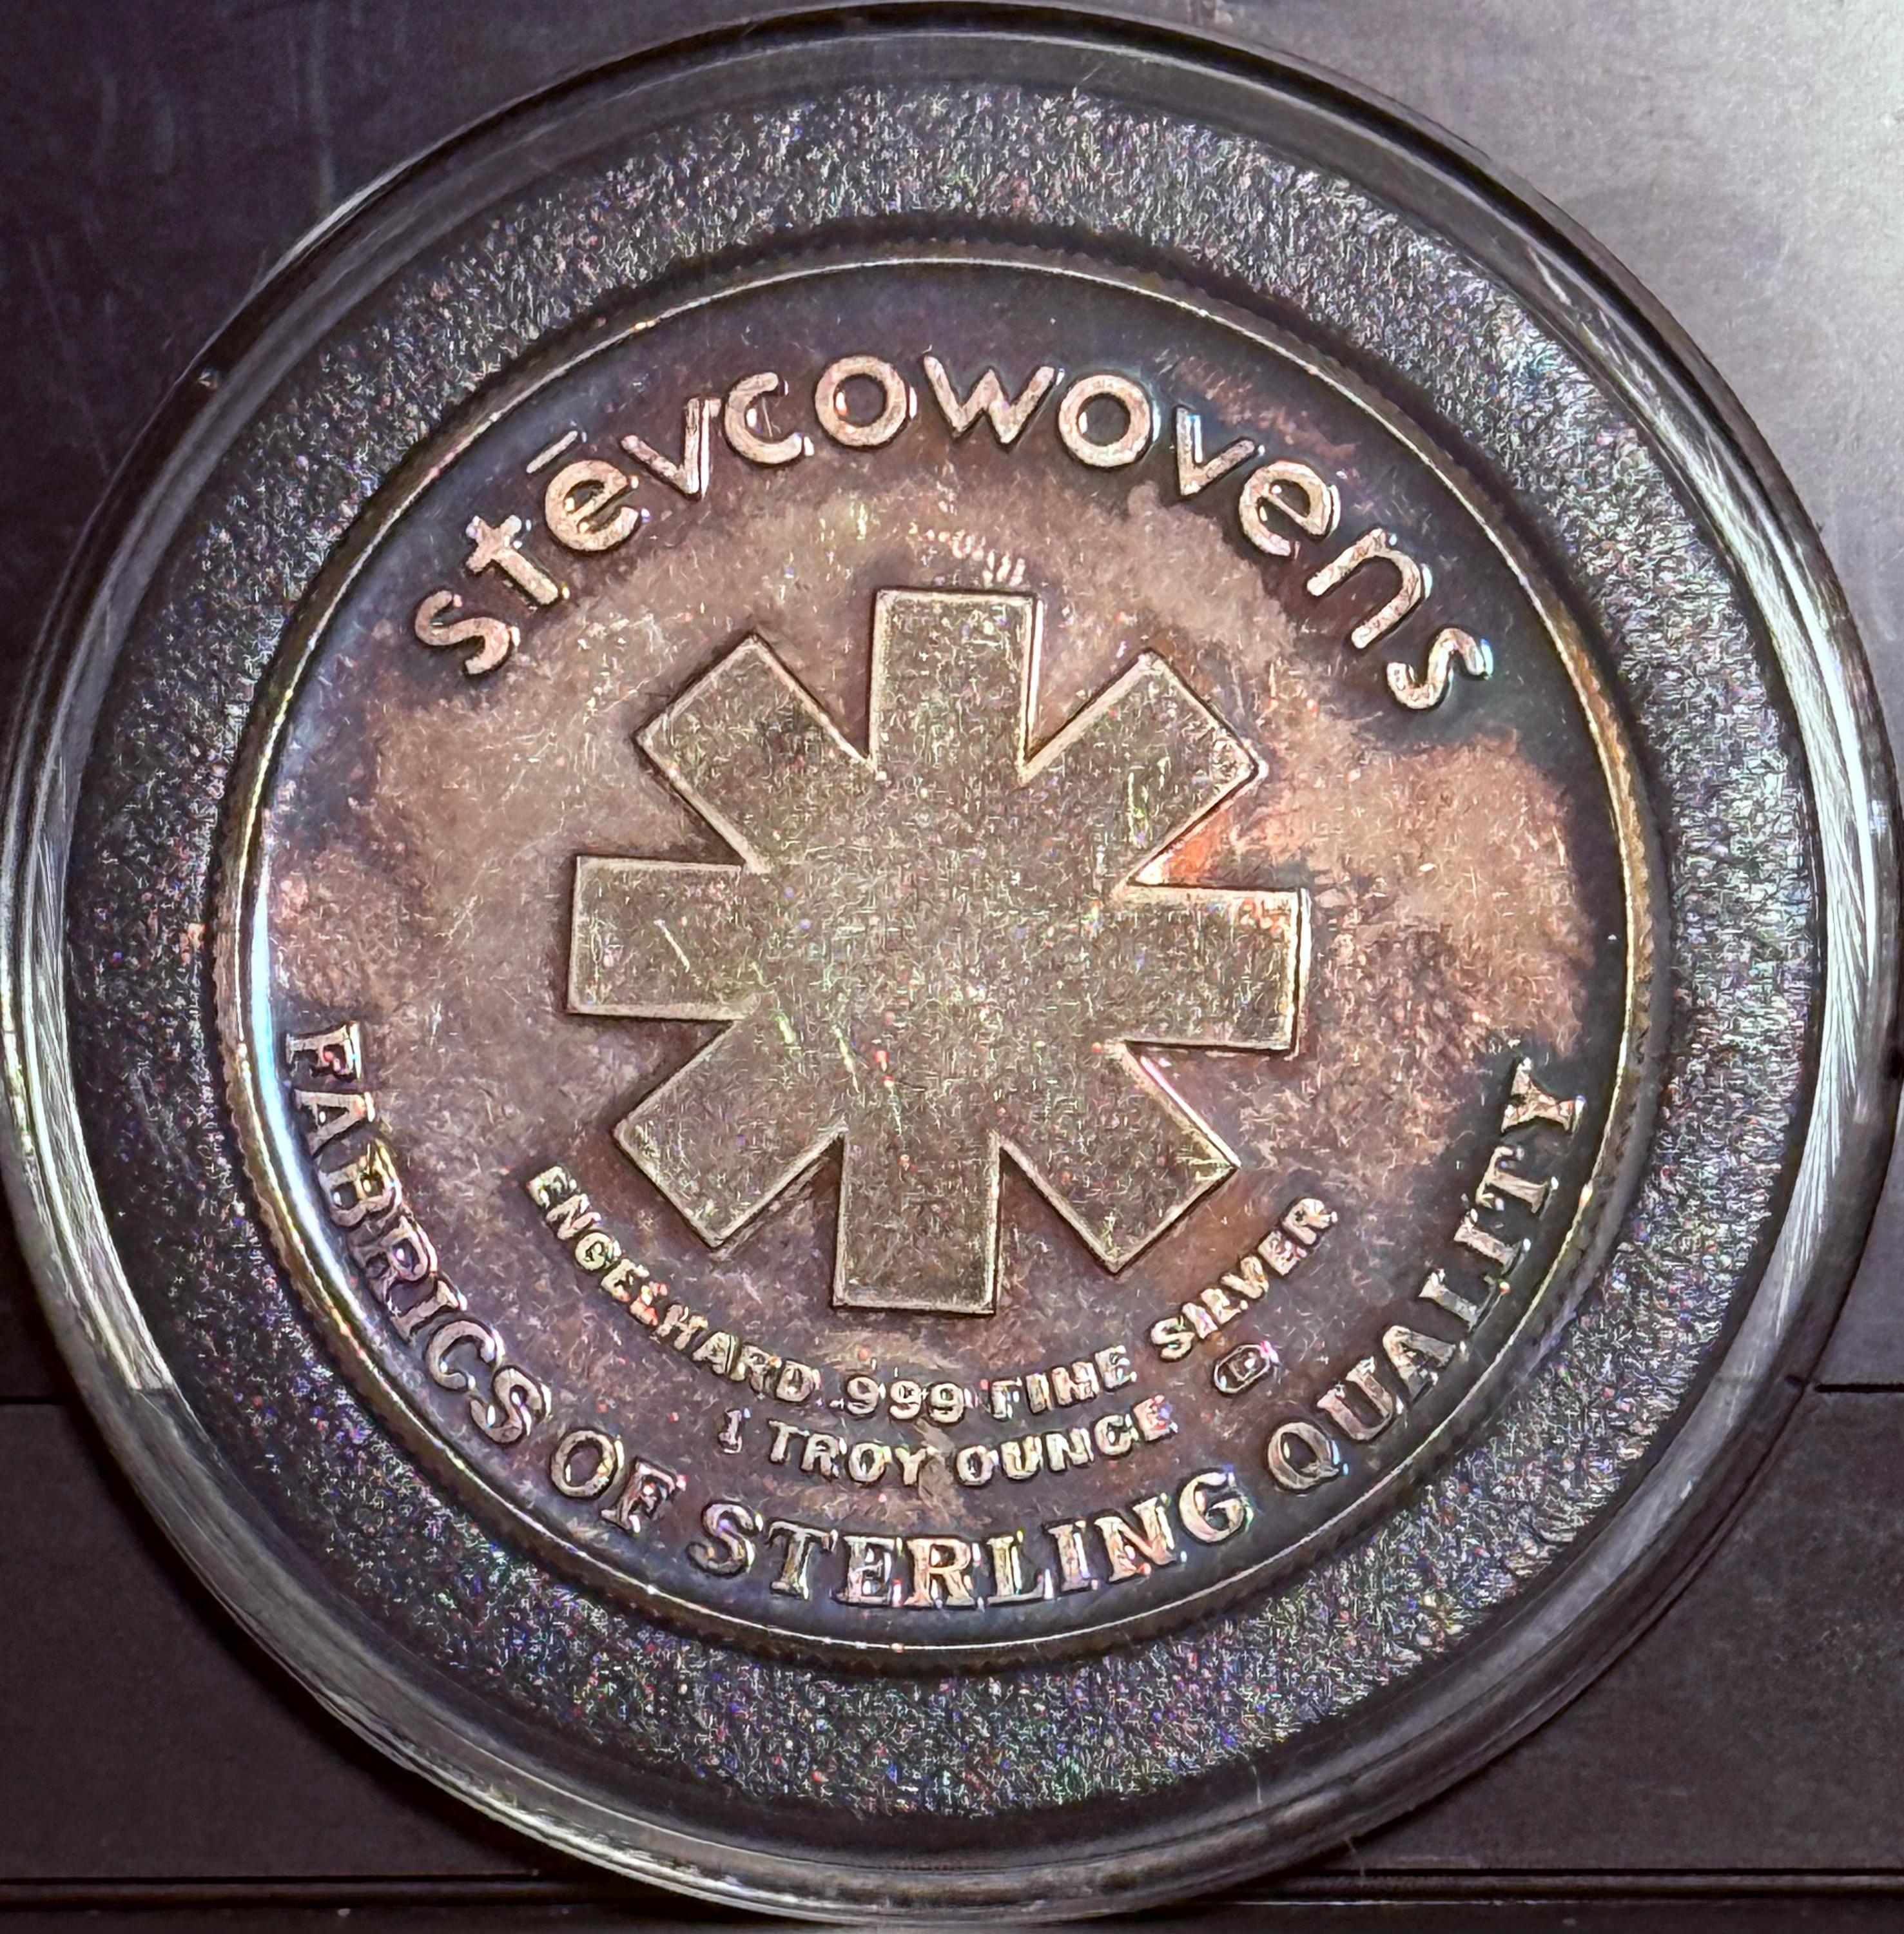 stēvcowovens
ENGELHARD .999 FINE SILVER
1 TROY OUNCE
FABRICS OF STERLING QUALITY